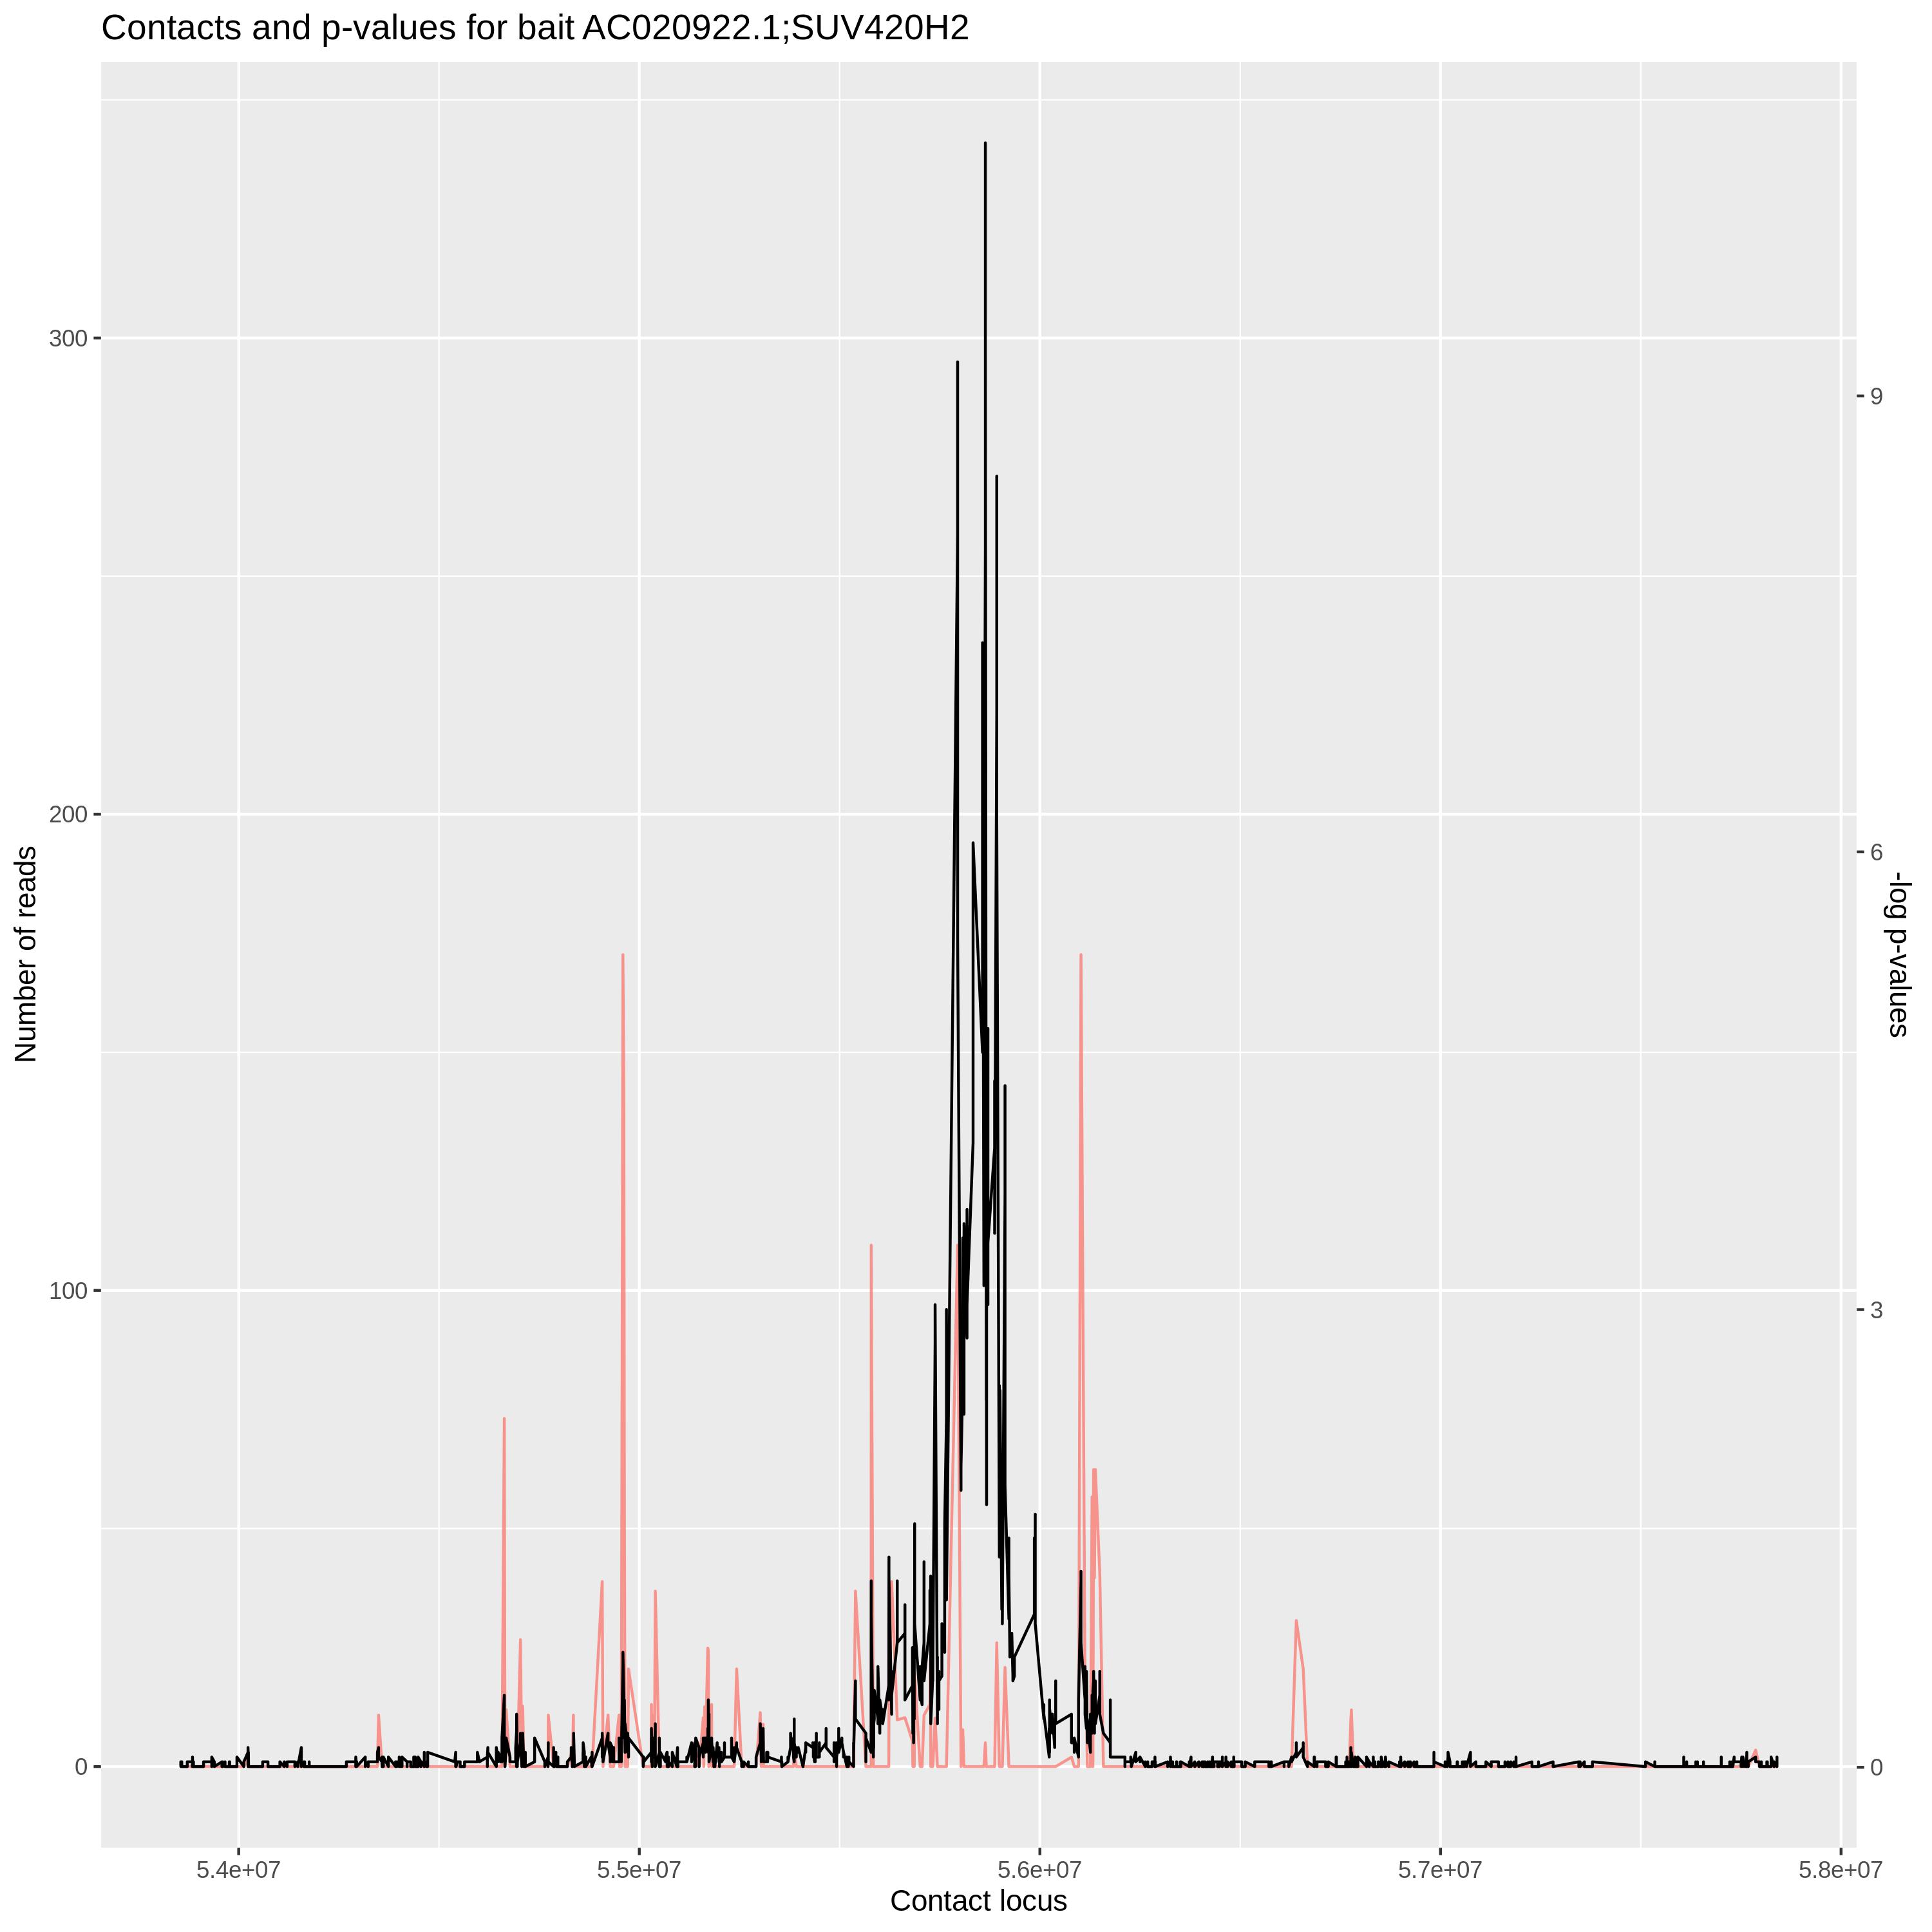 Contacts and p-values for bait AC020922.1;SUV420H2
300
200
100
0
Number of reads
9
6
3
0
-log p-values
5.4e+07 5.5e+07 5.6e+07 5.7e+07 5.8e+07
Contact locus